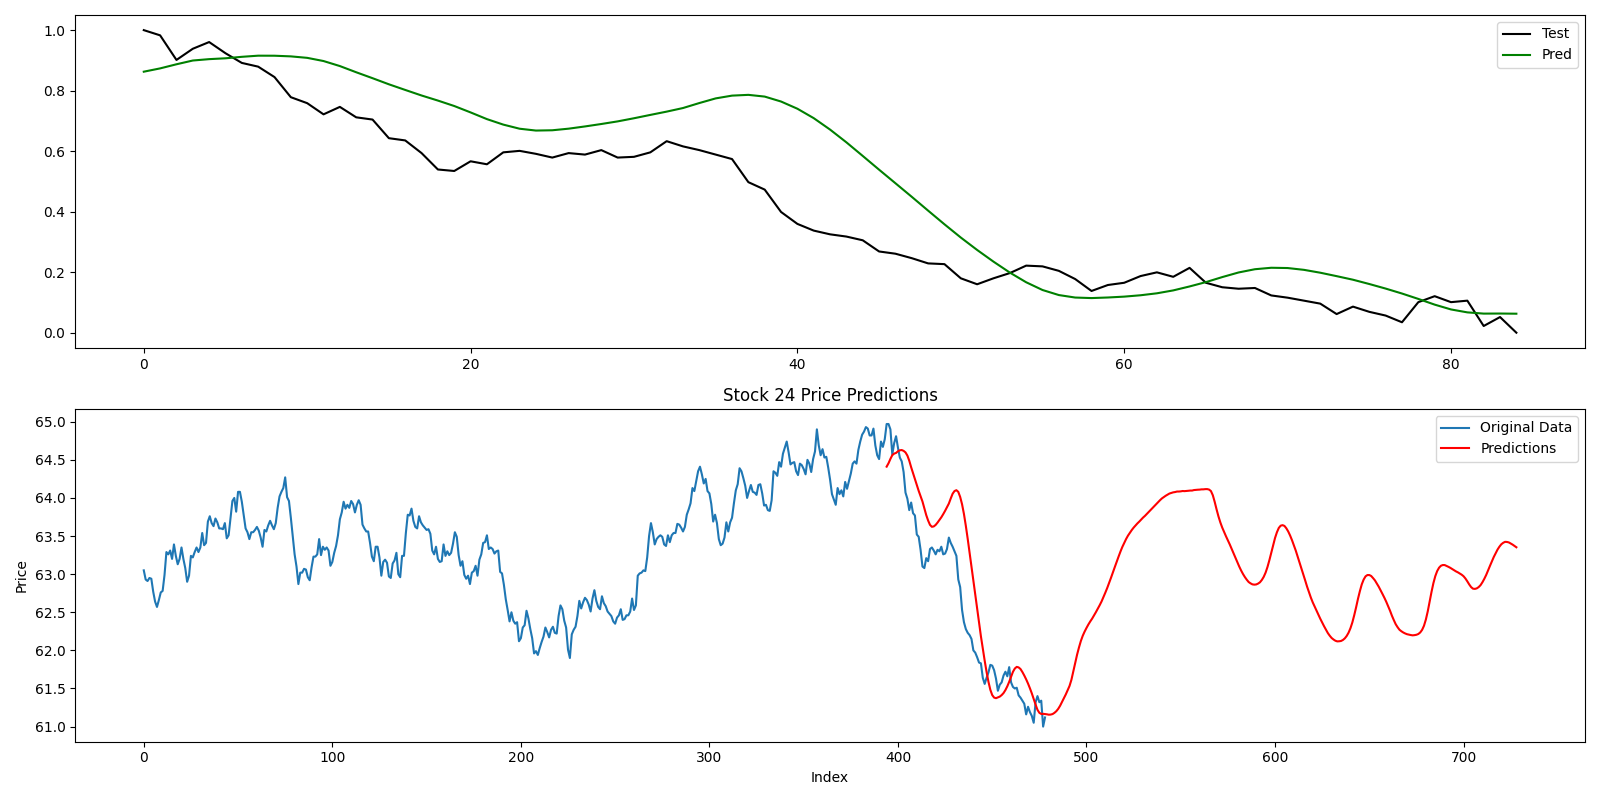 1.0
0.8
0.6
0.4
0.2
0.0
0 20 40 60 80
Test
Pred
Stock 24 Price Predictions
65.0
64.5
64.0
63.5
63.0
62.5
62.0
61.5
61.0
Price
0 100 200 300 400 500 600 700
Index
Original Data
Predictions